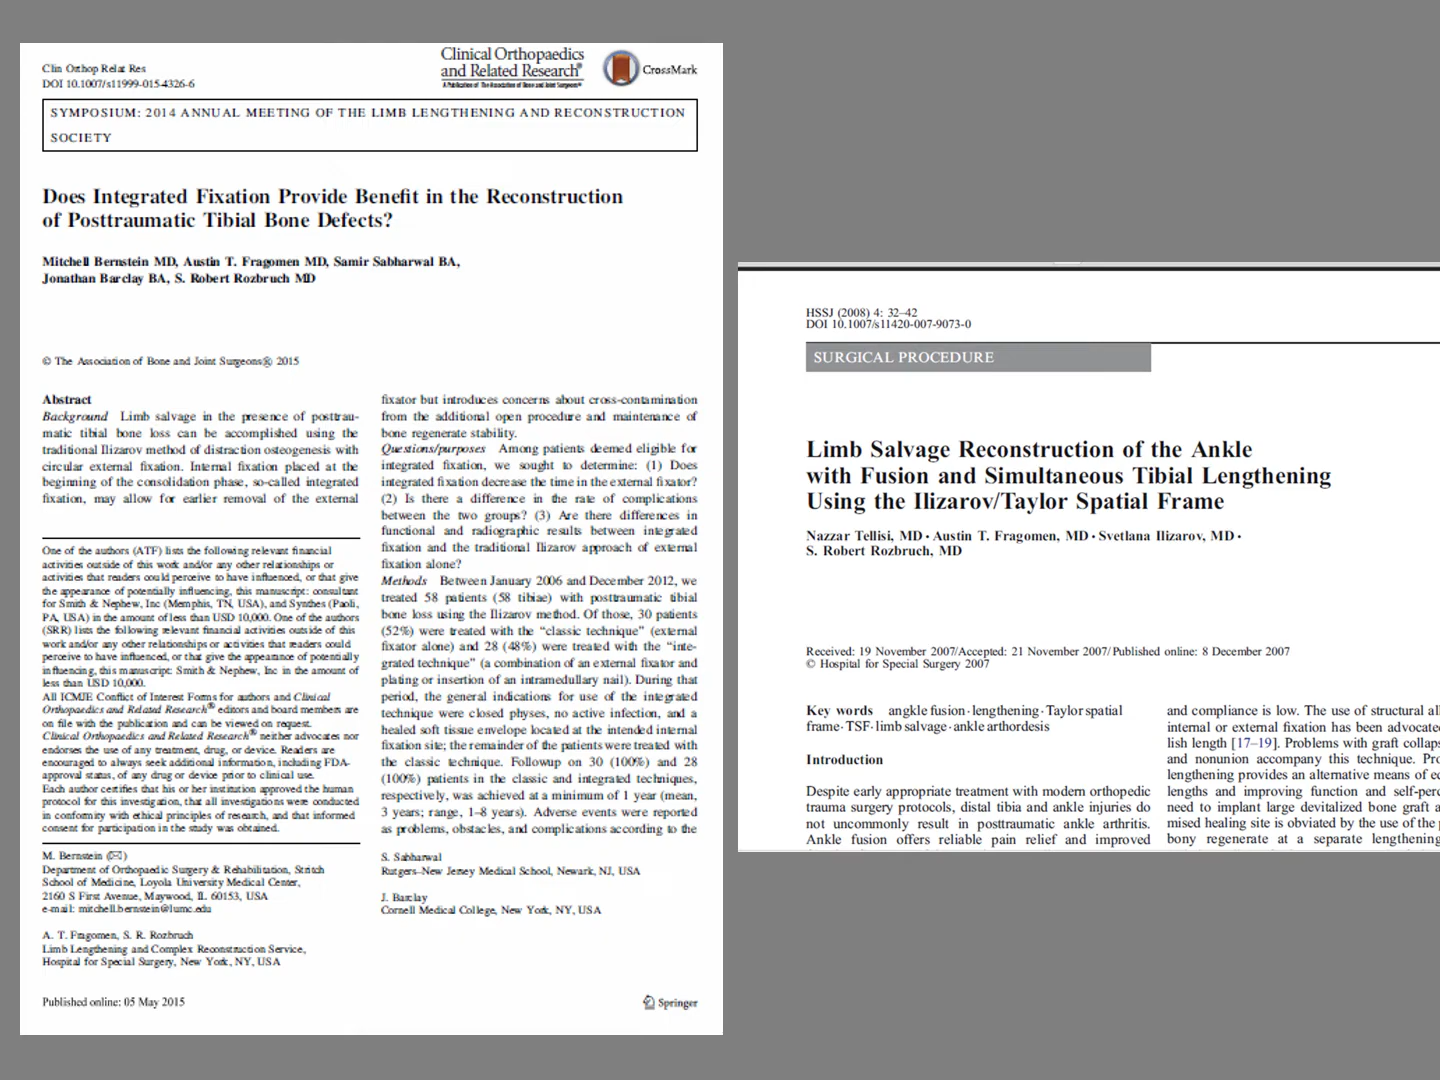 Clin Orthop Relat Res
DOI 10.1007/s11999-015-4326-6
Clinical Orthopaedics
and Related Research®
A Publication of The Association of Bone and Joint Surgeons®
CrossMark
SYMPOSIUM: 2014 ANNUAL MEETING OF THE LIMB LENGTHENING AND RECONSTRUCTION
SOCIETY
Does Integrated Fixation Provide Benefit in the Reconstruction
of Posttraumatic Tibial Bone Defects?
Mitchell Bernstein MD, Austin T. Fragomen MD, Samir Sabharwal BA,
Jonathan Barclay BA, S. Robert Rozbruch MD
© The Association of Bone and Joint Surgeons® 2015
Abstract
Background Limb salvage in the presence of posttrau-
matic tibial bone loss can be accomplished using the
traditional Ilizarov method of distraction osteogenesis with
circular external fixation. Internal fixation placed at the
beginning of the consolidation phase, so-called integrated
fixation, may allow for earlier removal of the external
One of the authors (ATF) lists the following relevant financial
activities outside of this work and/or any other relationships or
activities that readers could perceive to have influenced, or that give
the appearance of potentially influencing, this manuscript: consultant
for Smith & Nephew, Inc (Memphis, TN, USA), and Synthes (Paoli,
PA, USA) in the amount of less than USD 10,000. One of the authors
(SRR) lists the following relevant financial activities outside of this
work and/or any other relationships or activities that readers could
perceive to have influenced, or that give the appearance of potentially
influencing, this manuscript: Smith & Nephew, Inc in the amount of
less than USD 10,000.
All ICMJE Conflict of Interest Forms for authors and Clinical
Orthopaedics and Related Research® editors and board members are
on file with the publication and can be viewed on request.
Clinical Orthopaedics and Related Research® neither advocates nor
endorses the use of any treatment, drug, or device. Readers are
encouraged to always seek additional information, including FDA-
approval status, of any drug or device prior to clinical use.
Each author certifies that his or her institution approved the human
protocol for this investigation, that all investigations were conducted
in conformity with ethical principles of research, and that informed
consent for participation in the study was obtained.
M. Bernstein (✉)
Department of Orthopaedic Surgery & Rehabilitation, Stritch
School of Medicine, Loyola University Medical Center,
2160 S First Avenue, Maywood, IL 60153, USA
e-mail: mitchell.bernstein@lumc.edu
A. T. Fragomen, S. R. Rozbruch
Limb Lengthening and Complex Reconstruction Service,
Hospital for Special Surgery, New York, NY, USA
fixator but introduces concerns about cross-contamination
from the additional open procedure and maintenance of
bone regenerate stability.
Questions/purposes Among patients deemed eligible for
integrated fixation, we sought to determine: (1) Does
integrated fixation decrease the time in the external fixator?
(2) Is there a difference in the rate of complications
between the two groups? (3) Are there differences in
functional and radiographic results between integrated
fixation and the traditional Ilizarov approach of external
fixation alone?
Methods Between January 2006 and December 2012, we
treated 58 patients (58 tibiae) with posttraumatic tibial
bone loss using the Ilizarov method. Of those, 30 patients
(52%) were treated with the “classic technique” (external
fixator alone) and 28 (48%) were treated with the “inte-
grated technique” (a combination of an external fixator and
plating or insertion of an intramedullary nail). During that
period, the general indications for use of the integrated
technique were closed physes, no active infection, and a
healed soft tissue envelope located at the intended internal
fixation site; the remainder of the patients were treated with
the classic technique. Followup on 30 (100%) and 28
(100%) patients in the classic and integrated techniques,
respectively, was achieved at a minimum of 1 year (mean,
3 years; range, 1–8 years). Adverse events were reported
as problems, obstacles, and complications according to the
S. Sabharwal
Rutgers–New Jersey Medical School, Newark, NJ, USA
J. Barclay
Cornell Medical College, New York, NY, USA
Published online: 05 May 2015
Springer
HSSJ (2008) 4: 32–42
DOI 10.1007/s11420-007-9073-0
SURGICAL PROCEDURE
Limb Salvage Reconstruction of the Ankle
with Fusion and Simultaneous Tibial Lengthening
Using the Ilizarov/Taylor Spatial Frame
Nazzar Tellisi, MD · Austin T. Fragomen, MD · Svetlana Ilizarov, MD ·
S. Robert Rozbruch, MD
Received: 19 November 2007/Accepted: 21 November 2007/Published online: 8 December 2007
© Hospital for Special Surgery 2007
Key words angkle fusion · lengthening · Taylor spatial
frame · TSF · limb salvage · ankle arthordesis
Introduction
Despite early appropriate treatment with modern orthopedic
trauma surgery protocols, distal tibia and ankle injuries do
not uncommonly result in posttraumatic ankle arthritis.
Ankle fusion offers reliable pain relief and improved
and compliance is low. The use of structural
internal or external fixation has been
lish length [17–19]. Problems with graft
and nonunion accompany this technique.
lengthening provides an alternative means of
lengths and improving function and
need to implant large devitalized bone graft
mised healing site is obviated by the use of the
bony regenerate at a separate lengthening